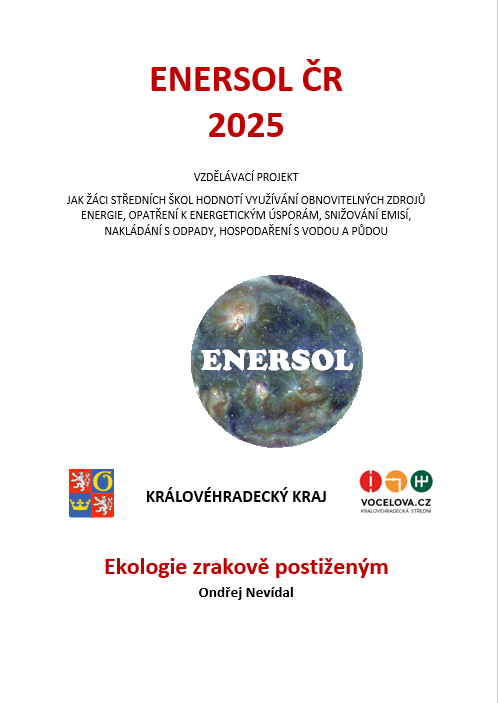 ENERSOL ČR
2025
VZDĚLÁVACÍ PROJEKT
JAK ŽÁCI STŘEDNÍCH ŠKOL HODNOTÍ VYUŽÍVÁNÍ OBNOVITELNÝCH ZDROJŮ
ENERGIE, OPATŘENÍ K ENERGETICKÝM ÚSPORÁM, SNIŽOVÁNÍ EMISÍ,
NAKLÁDÁNÍ S ODPADY, HOSPODAŘENÍ S VODOU A PŮDOU
ENERSOL
KRÁLOVÉHRADECKÝ KRAJ
VOCELOVA.CZ
KRÁLOVÉHRADECKÁ STŘEDNÍ
Ekologie zrakově postiženým
Ondřej Nevídal